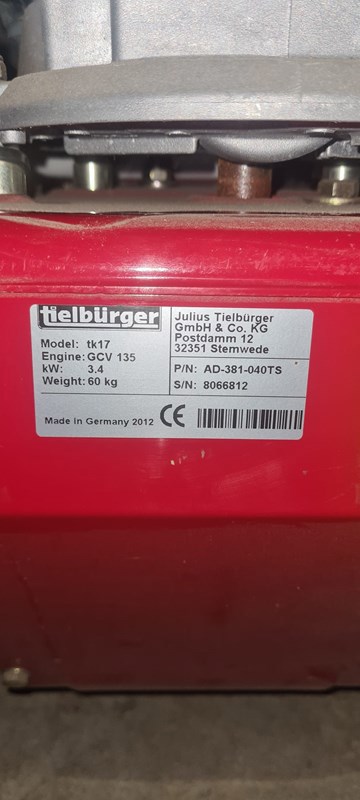 tielbürger
Model: tk17
Engine: GCV 135
kW: 3.4
Weight: 60 kg
Made in Germany 2012 CE
Julius Tielbürger
GmbH & Co. KG
Postdamm 12
32351 Stemwede
P/N: AD-381-040TS
S/N: 8066812